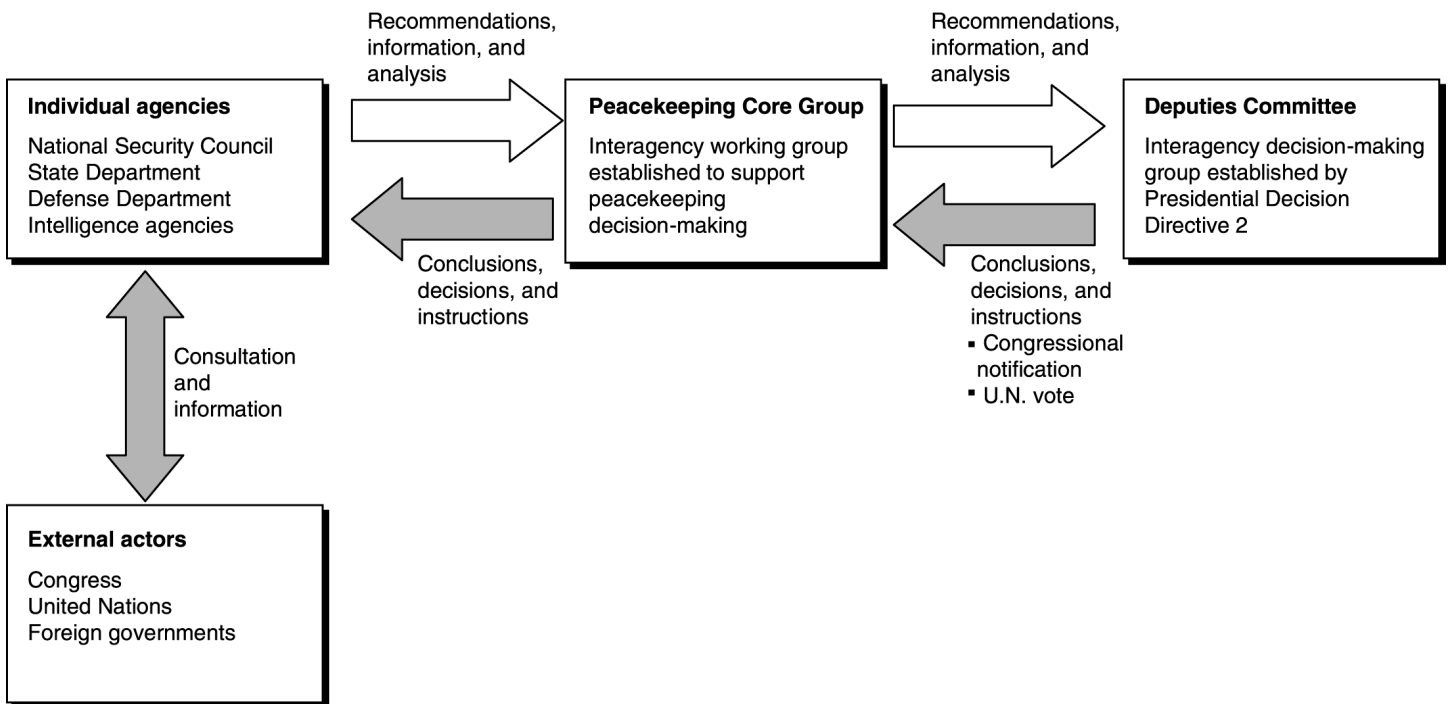 Recommendations,
information, and
analysis
Recommendations,
information, and
analysis
Individual agencies
National Security Council
State Department
Defense Department
Intelligence agencies
Peacekeeping Core Group
Interagency working group
established to support
peacekeeping
decision-making
Deputies Committee
Interagency decision-making
group established by
Presidential Decision
Directive 2
Conclusions,
decisions, and
instructions
Conclusions,
decisions, and
instructions
▪ Congressional
notification
▪ U.N. vote
Consultation
and
information
External actors
Congress
United Nations
Foreign governments